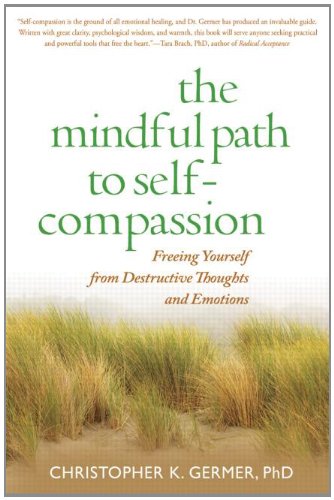 "Self-compassion is the ground of all emotional healing, and Dr. Germer has produced an invaluable guide.
Written with great clarity, psychological wisdom, and warmth, this book will serve anyone seeking practical
and powerful tools that free the heart."—Tara Brach, PhD, author of Radical Acceptance
the
mindful path
to self-
compassion
Freeing Yourself
from Destructive Thoughts
and Emotions
CHRISTOPHER K. GERMER, PhD